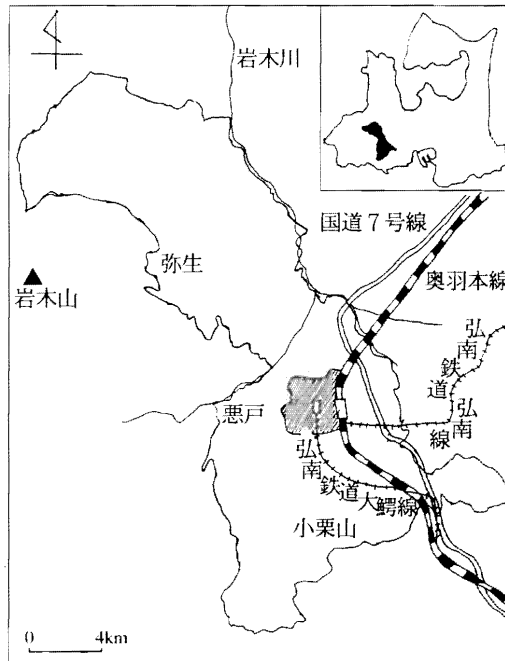 岩木川
国道7号線
奥羽本線
弥生
岩木山
弘南鉄道弘南線
悪戸
弘南鉄道大鰐線
小栗山
0 4km